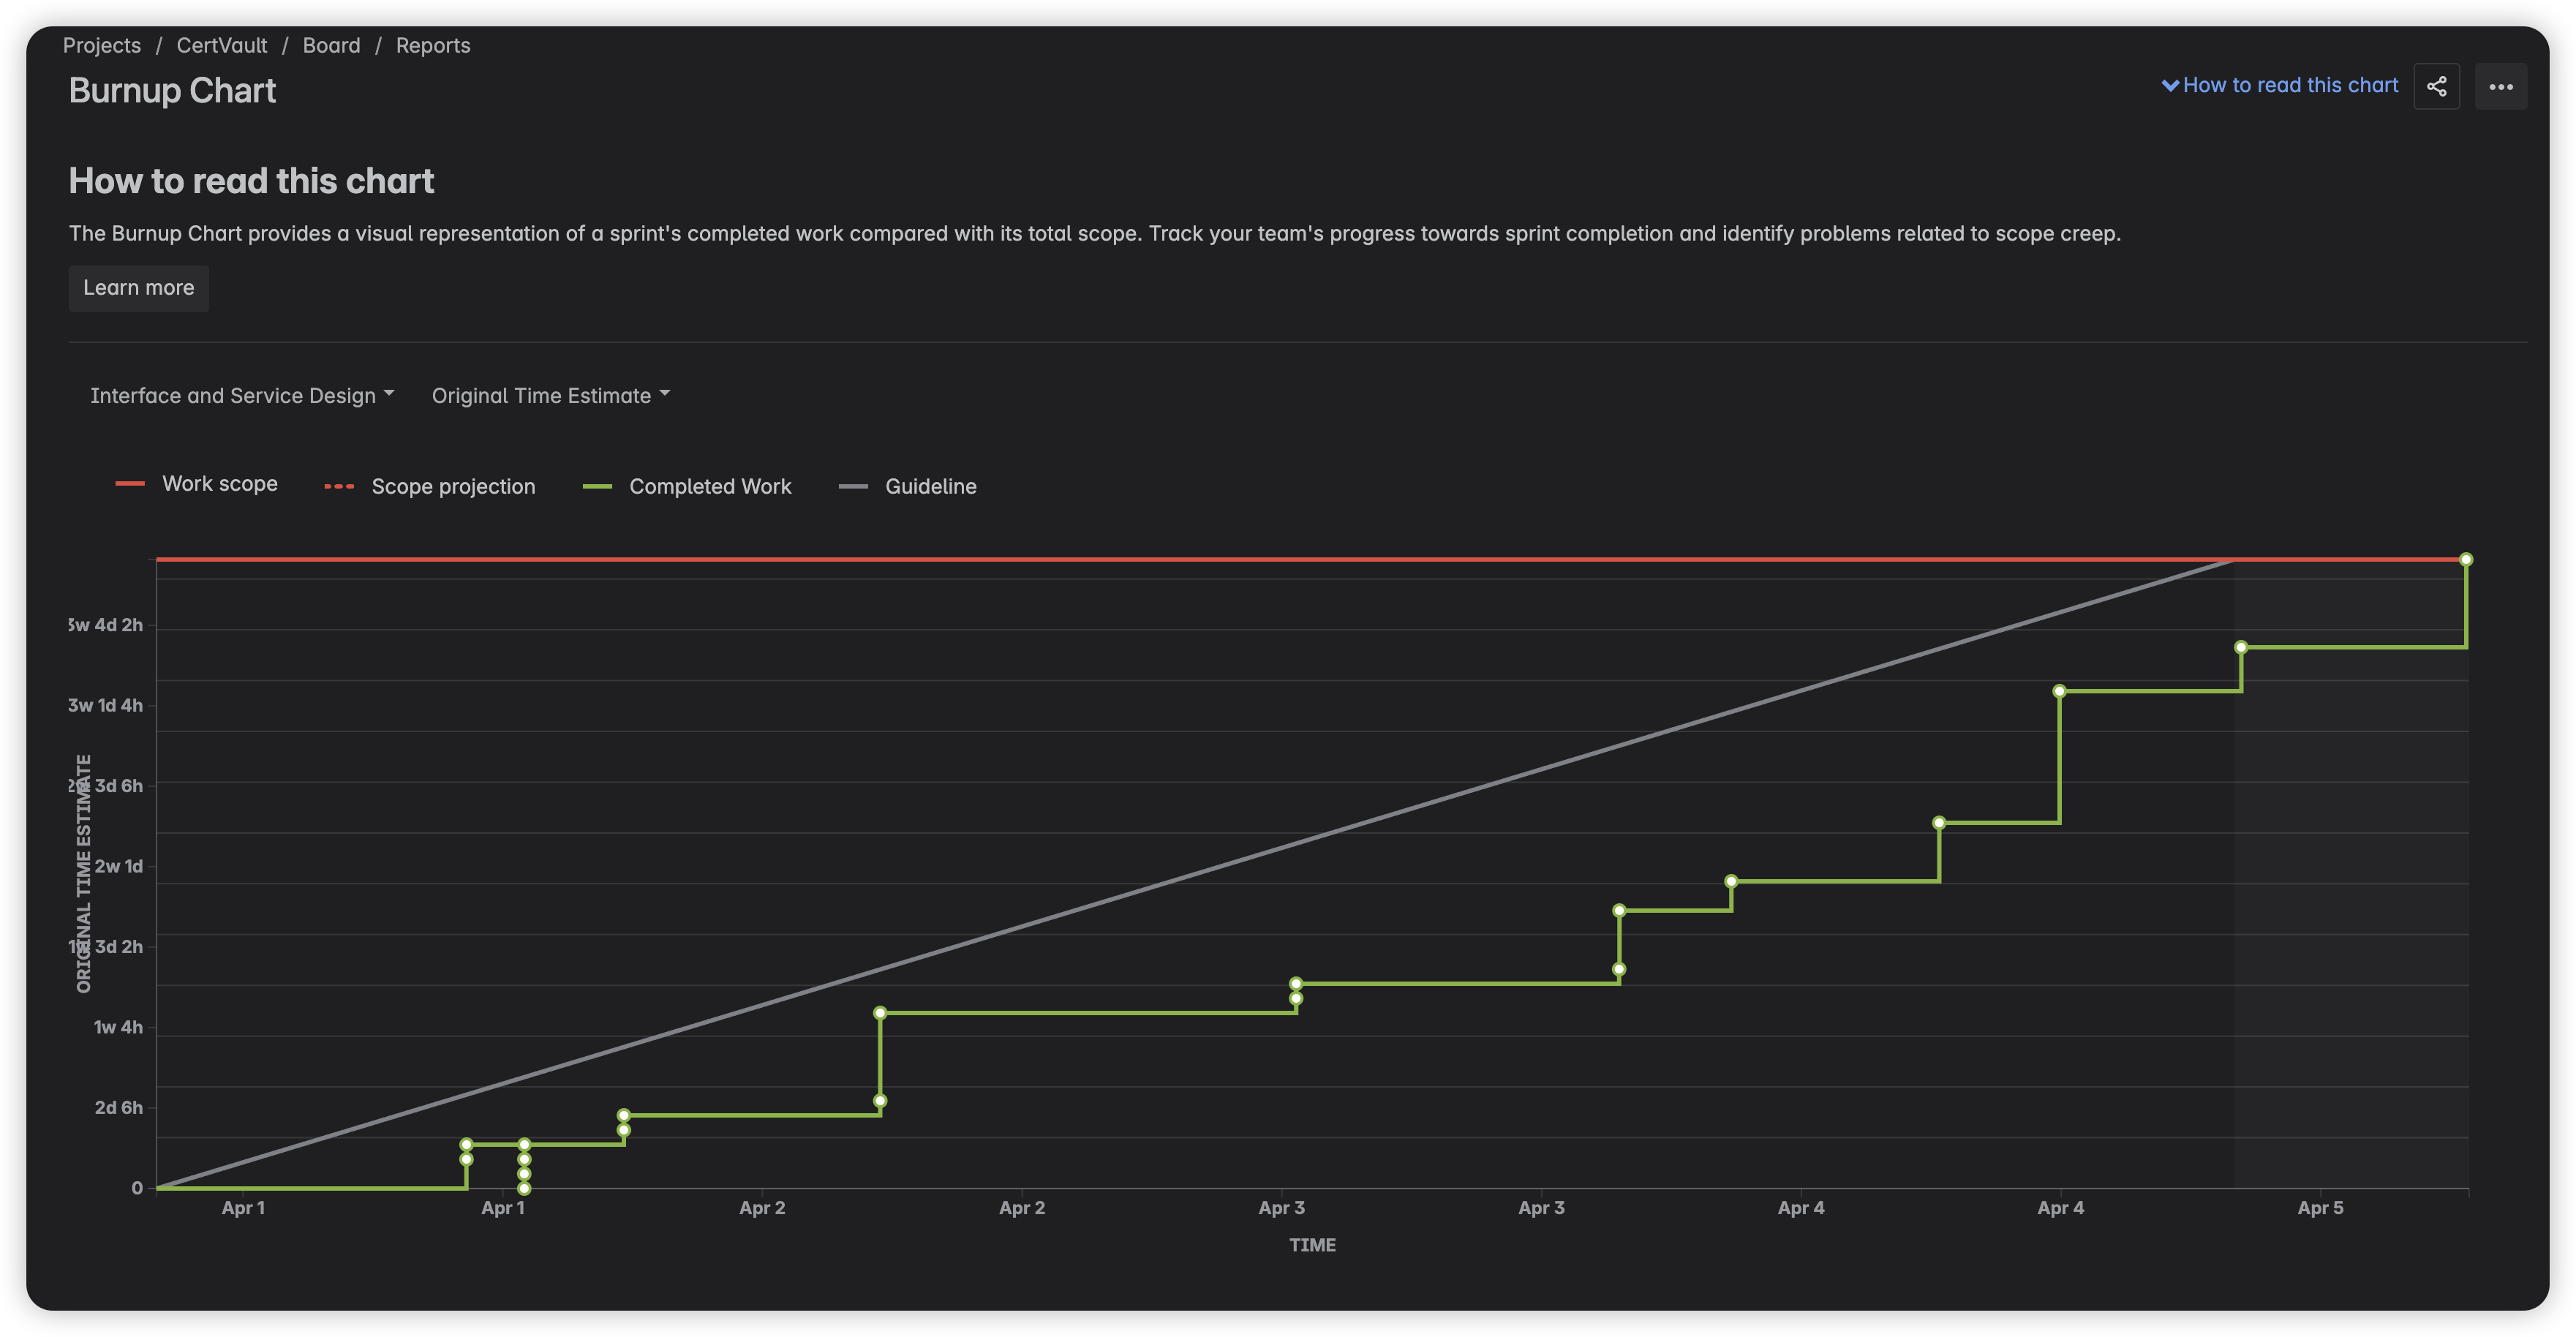 Projects / CertVault / Board / Reports
Burnup Chart
How to read this chart
How to read this chart
The Burnup Chart provides a visual representation of a sprint's completed work compared with its total scope. Track your team's progress towards sprint completion and identify problems related to scope creep.
Learn more
Interface and Service Design Original Time Estimate
Work scope Scope projection Completed Work Guideline
3w 4d 2h
3w 1d 4h
2w 3d 6h
2w 1d
1w 3d 2h
1w 4h
2d 6h
0
ORIGINAL TIME ESTIMATE
Apr 1 Apr 1 Apr 2 Apr 2 Apr 3 Apr 3 Apr 4 Apr 4 Apr 5
TIME